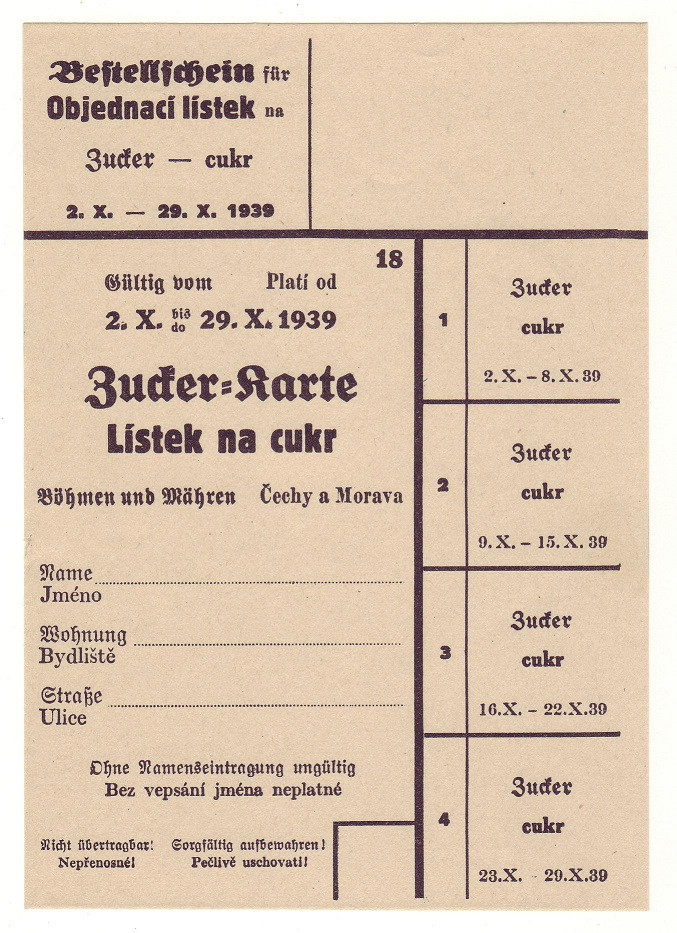 Bestellschein für
Objednací lístek na
Zucker — cukr
2. X. — 29. X. 1939
18
Gültig vom Platí od
2. X. bis do 29. X. 1939
Zucker-Karte
Lístek na cukr
Böhmen und Mähren Čechy a Morava
Name
Jméno
Wohnung
Bydliště
Straße
Ulice
Ohne Namenseintragung ungültig
Bez vepsání jména neplatné
Nicht übertragbar! Sorgfältig aufbewahren!
Nepřenosné! Pečlivě uschovati!
1
Zucker
cukr
2. X. – 8. X. 39
2
Zucker
cukr
9. X. – 15. X. 39
3
Zucker
cukr
16. X. – 22. X. 39
4
Zucker
cukr
23. X. – 29. X. 39